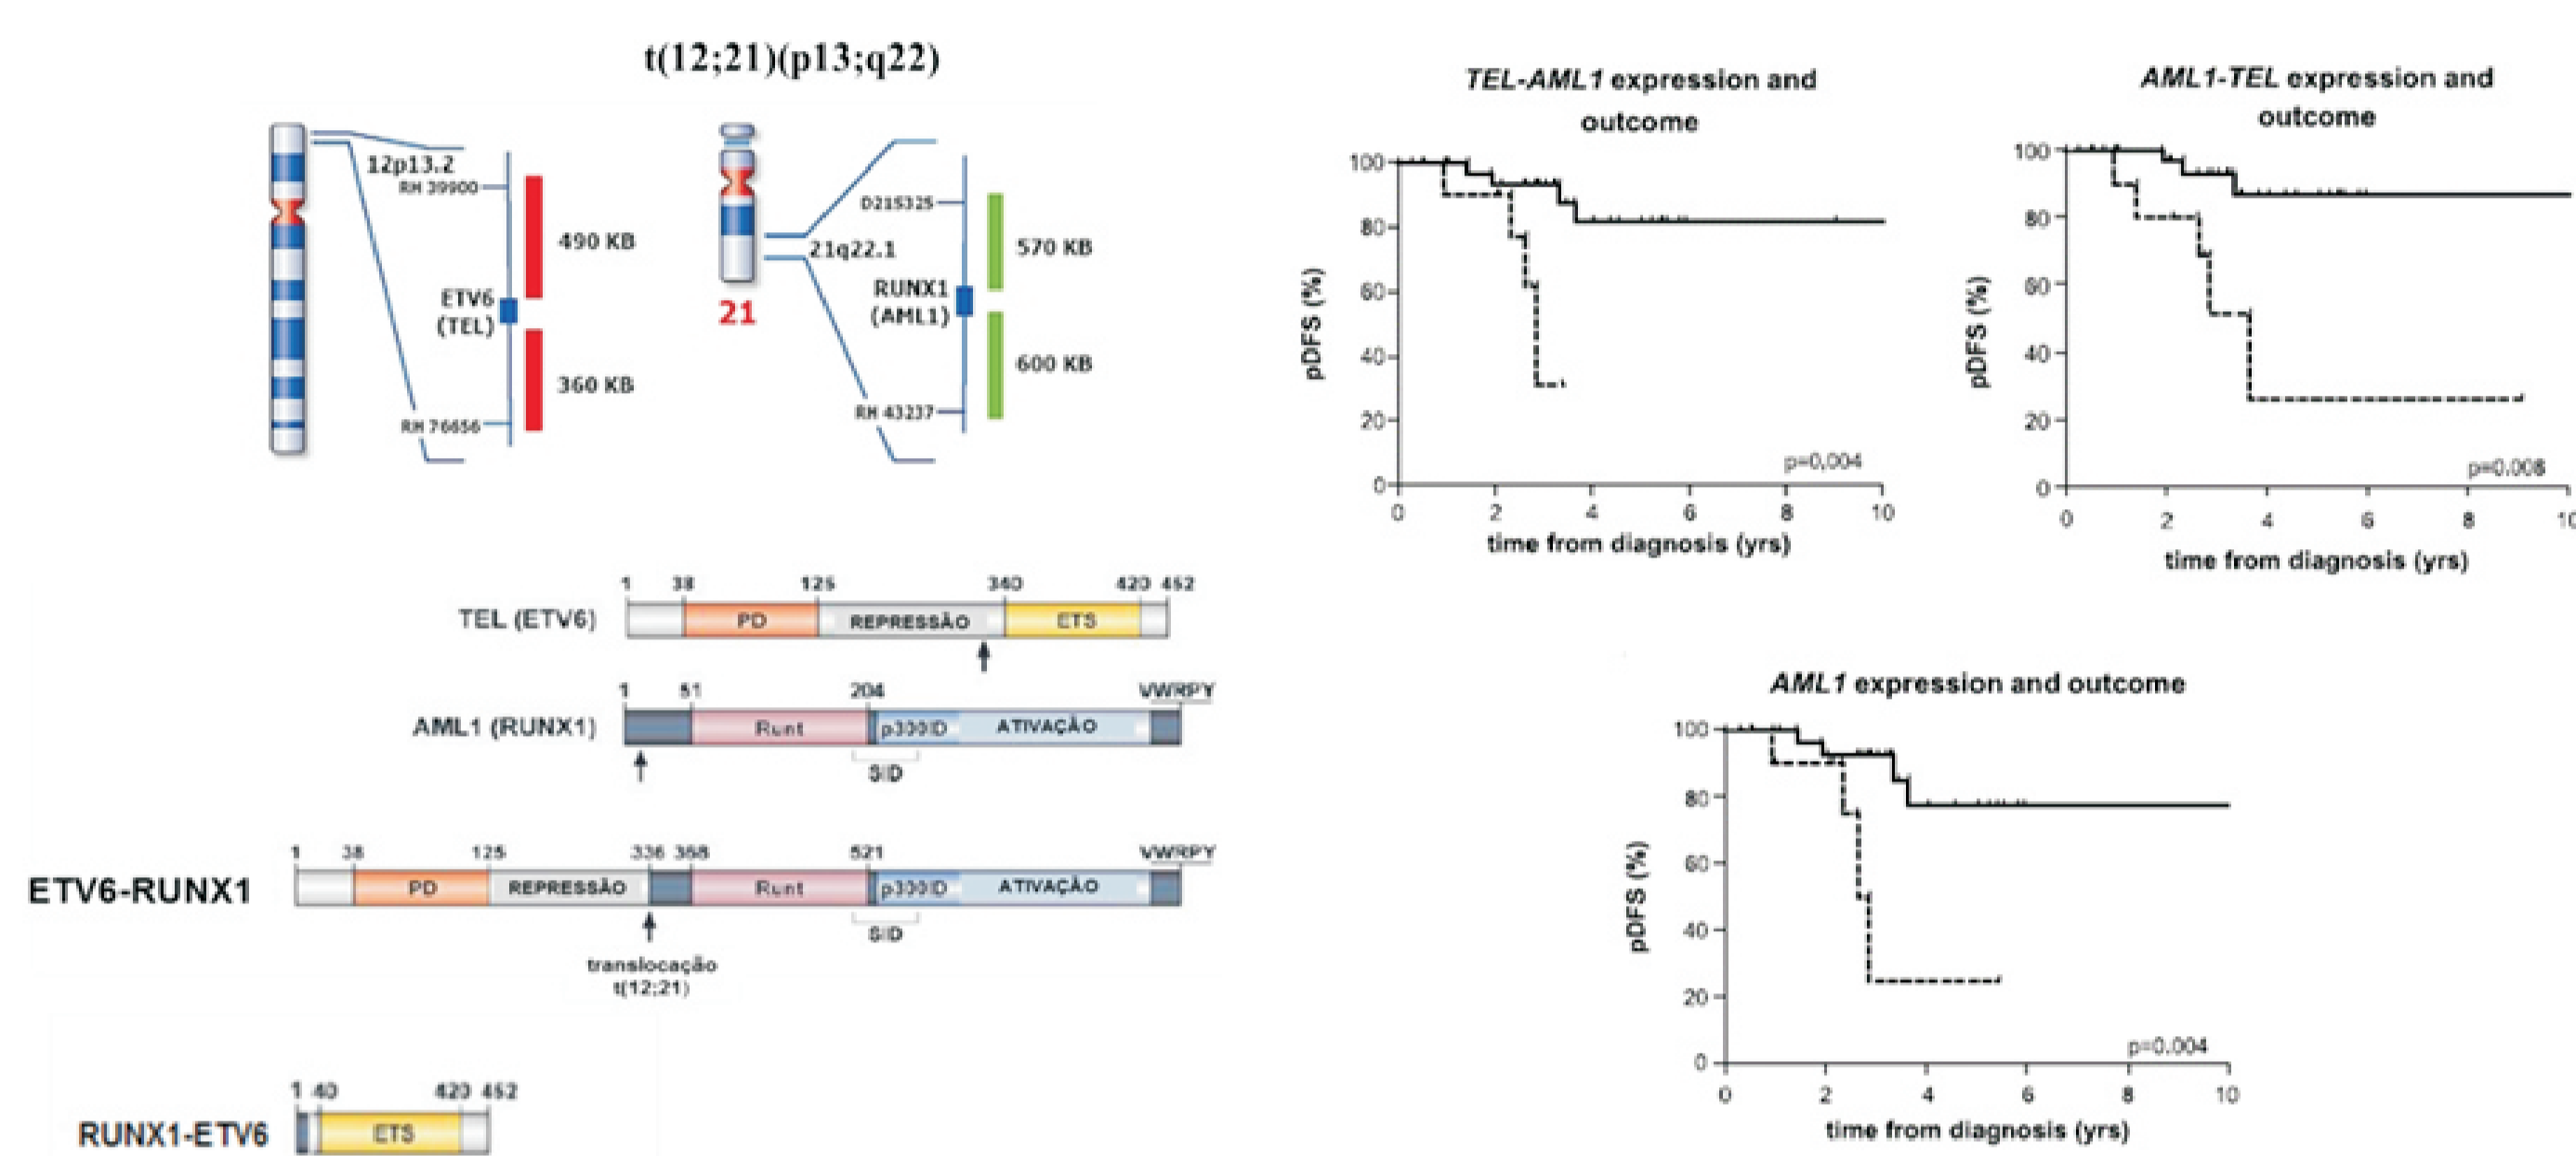 t(12;21)(p13;q22)
12p13.2
RH 39900
490 KB
ETV6
(TEL)
360 KB
RH 76656
21
D21S325
570 KB
21q22.1
RUNX1
(AML1)
600 KB
RH 43237
1 38 125 340 420 452
TEL (ETV6)
PD REPRESSÃO ETS
1 51 204 VWRPY
AML1 (RUNX1)
Runt p300ID ATIVAÇÃO
SID
1 38 125 336 368 521 VWRPY
ETV6-RUNX1
PD REPRESSÃO Runt p300ID ATIVAÇÃO
SID
translocação
t(12;21)
1 40 420 452
RUNX1-ETV6
ETS
TEL-AML1 expression and
outcome
pDFS (%)
100
80
60
40
20
0
p=0,004
0 2 4 6 8 10
time from diagnosis (yrs)
AML1-TEL expression and
outcome
pDFS (%)
100
80
60
40
20
0
p=0.008
0 2 4 6 8 10
time from diagnosis (yrs)
AML1 expression and outcome
pDFS (%)
100
80
60
40
20
0
p=0.004
0 2 4 6 8 10
time from diagnosis (yrs)